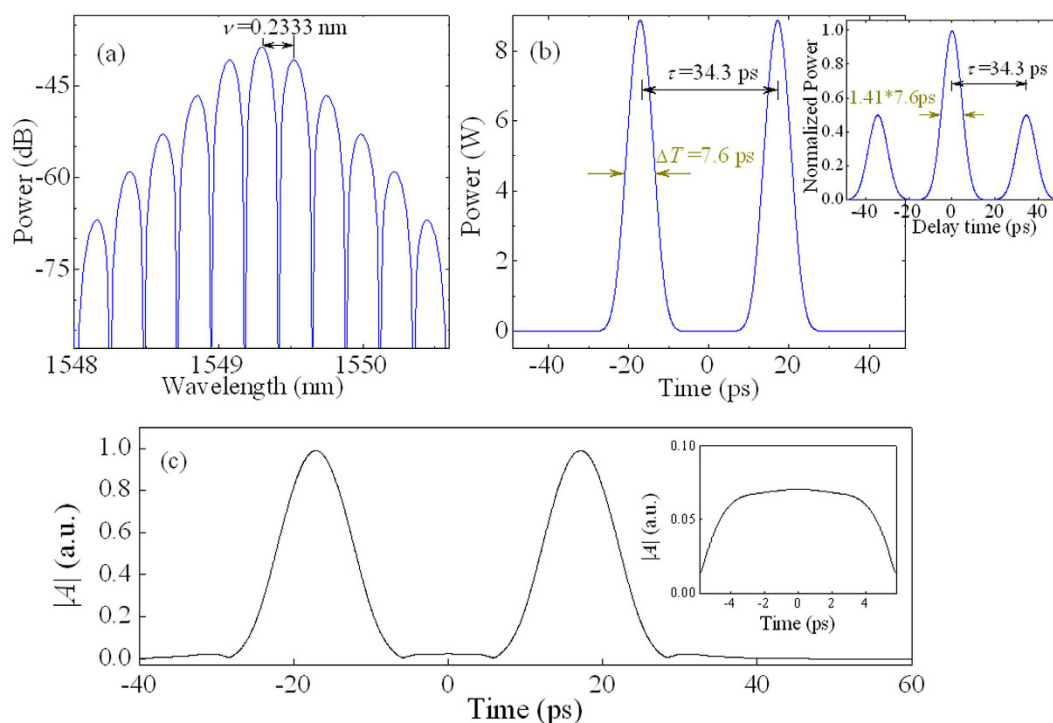 (a)
ν=0.2333 nm
-45
-60
-75
Power (dB)
1548
1549
1550
Wavelength (nm)
(b)
8
6
4
2
0
Power (W)
τ=34.3 ps
ΔT=7.6 ps
-40
-20
0
20
40
Time (ps)
1.0
0.8
0.6
0.4
0.2
0.0
Normalized Power
τ=34.3 ps
1.41*7.6ps
-40
-20
0
20
40
Delay time (ps)
(c)
1.0
0.8
0.6
0.4
0.2
0.0
|A| (a.u.)
-40
-20
0
20
40
60
Time (ps)
0.10
0.05
0.00
|A| (a.u.)
-4
-2
0
2
4
Time (ps)